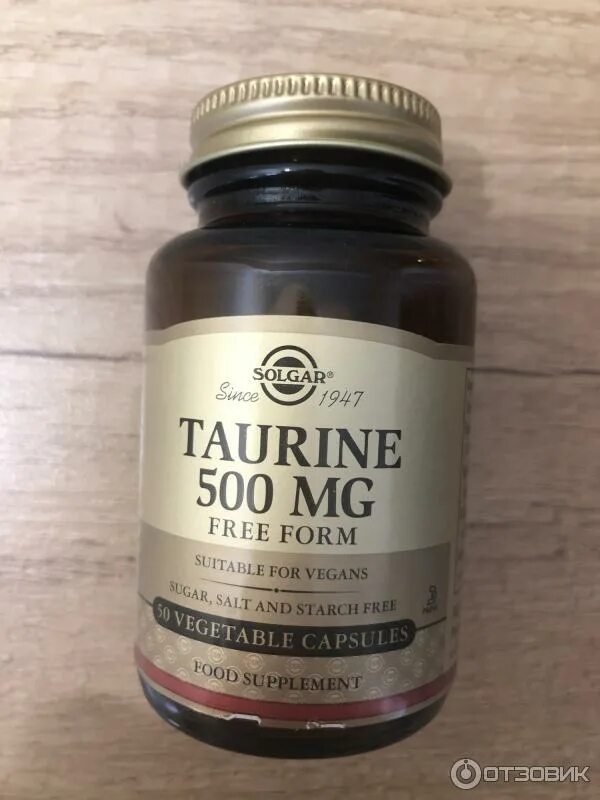 SOLGAR®
Since 1947
TAURINE
500 MG
FREE FORM
SUITABLE FOR VEGANS
SUGAR, SALT AND STARCH FREE
50 VEGETABLE CAPSULES
FOOD SUPPLEMENT
ОТЗОВИК